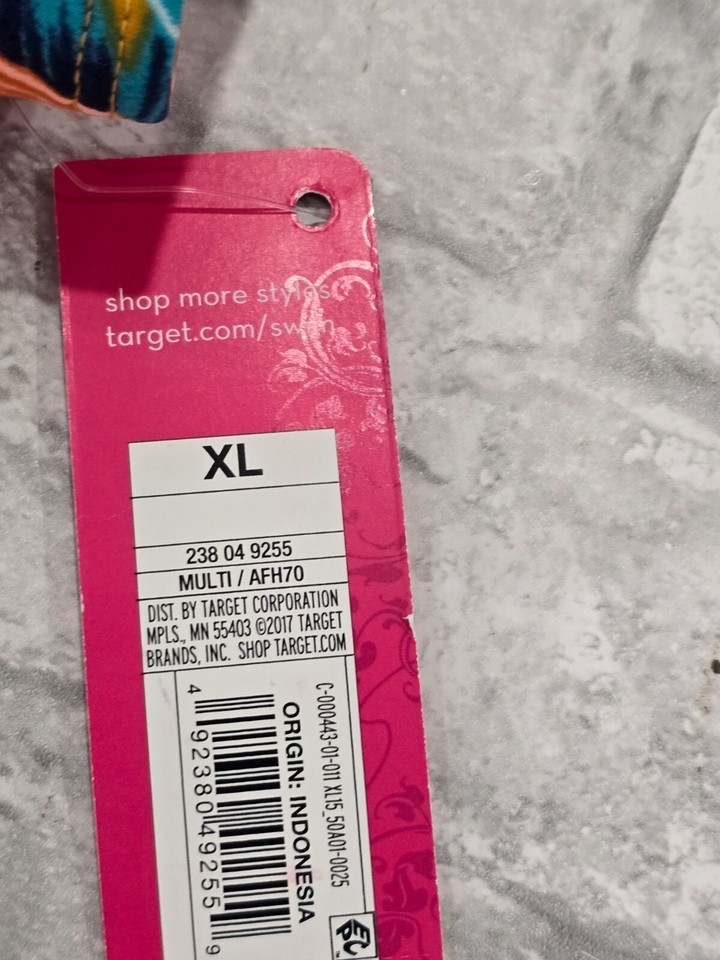 shop more styles
target.com/swim
XL
238 04 9255
MULTI / AFH70
DIST. BY TARGET CORPORATION
MPLS., MN 55403 ©2017 TARGET
BRANDS, INC. SHOP TARGET.COM
C-000443-01-011 XL15_50A01-0025
ORIGIN: INDONESIA
4 92380 49255 9